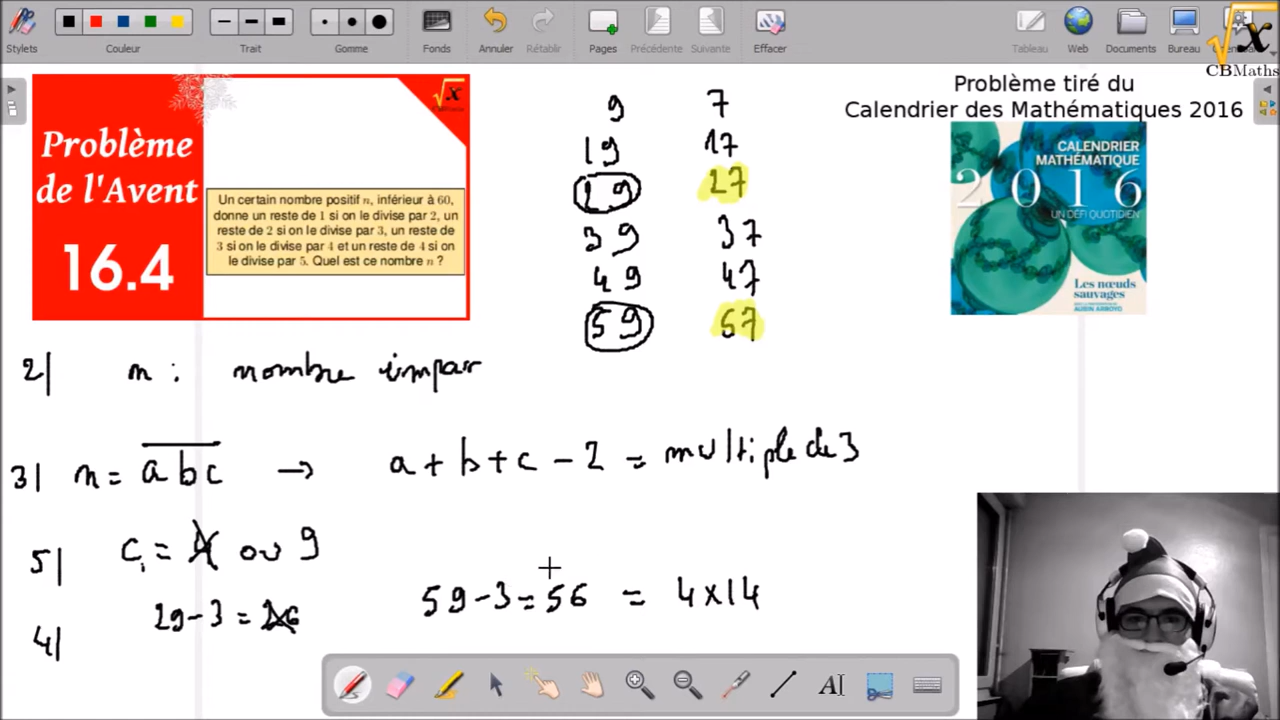 Stylets Couleur Trait Gomme Fonds Annuler Rétablir Pages Précédente Suivante Effacer Tableau Web Documents Bureau
√x
CBMaths
Problème
de l'Avent
16.4
√x
CBMaths
Un certain nombre positif n, inférieur à 60,
donne un reste de 1 si on le divise par 2, un
reste de 2 si on le divise par 3, un reste de
3 si on le divise par 4 et un reste de 4 si on
le divise par 5. Quel est ce nombre n ?
9 7
19 17
29 27
39 37
49 47
59 57
Problème tiré du
Calendrier des Mathématiques 2016
CALENDRIER
MATHÉMATIQUE
2016
UN DÉFI QUOTIDIEN
Les nœuds
sauvages
AUBIN ARROYO
2| n : nombre impair
3| n = abc → a + b + c - 2 = multiple de 3
5| c = 4 ou 9
29 - 3 = 26
59 - 3 = 56 = 4 x 14
4|